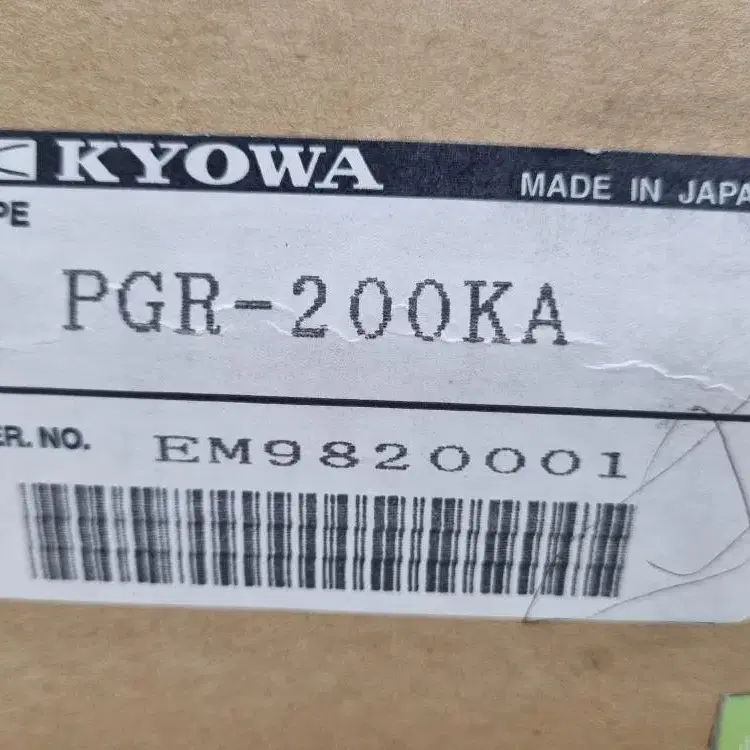 KYOWA
MADE IN JAPA
PE
PGR-200KA
ER. NO.
EM9820001